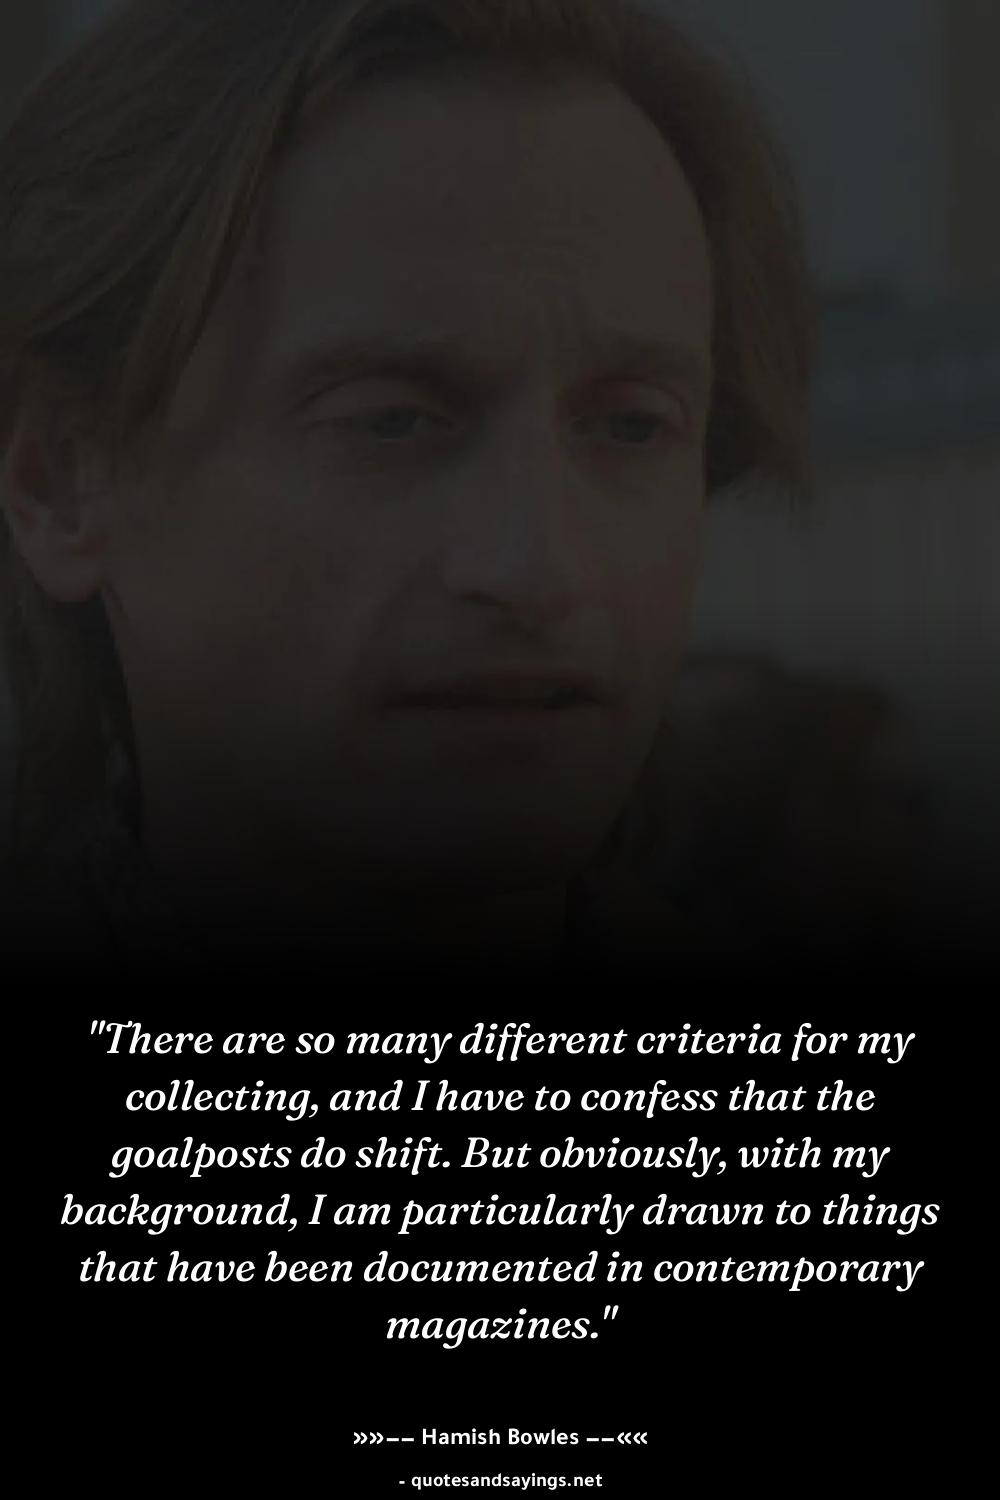 "There are so many different criteria for my
collecting, and I have to confess that the
goalposts do shift. But obviously, with my
background, I am particularly drawn to things
that have been documented in contemporary
magazines."
»»−− Hamish Bowles −−««
- quotesandsayings.net